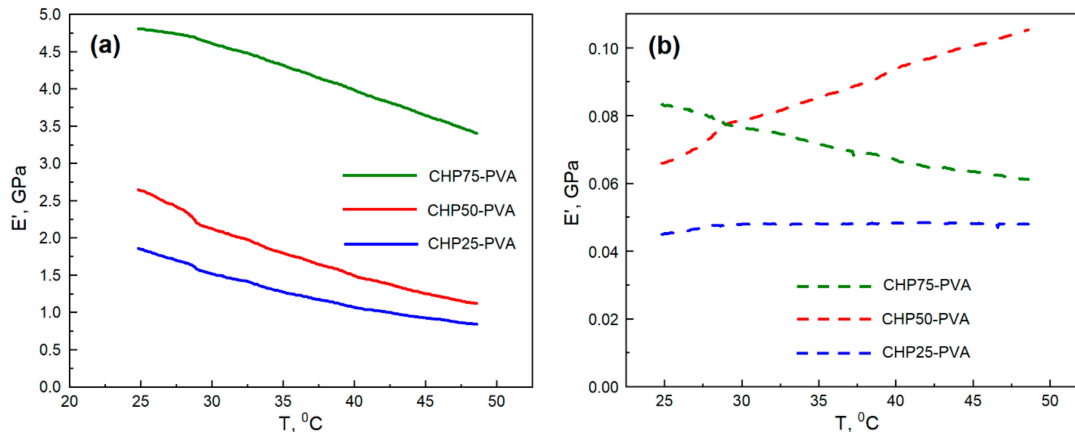 (a)
E', GPa
5.0
4.5
4.0
3.5
3.0
2.5
2.0
1.5
1.0
0.5
0.0
CHP75-PVA
CHP50-PVA
CHP25-PVA
20 25 30 35 40 45 50
T, ⁰C
(b)
E', GPa
0.10
0.08
0.06
0.04
0.02
0.00
CHP75-PVA
CHP50-PVA
CHP25-PVA
25 30 35 40 45 50
T, ⁰C